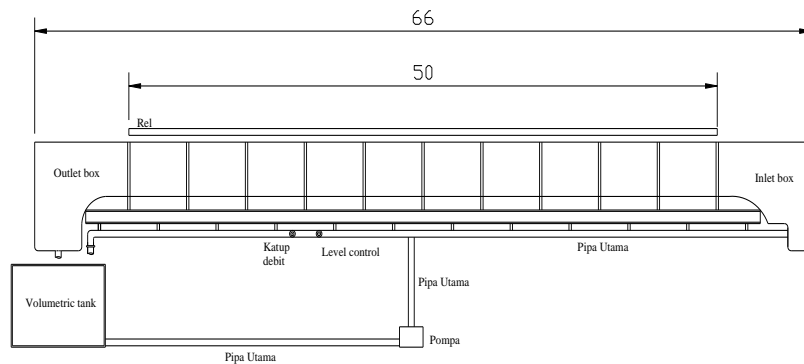 66
50
Rel
Outlet box
Inlet box
Katup
debit
Level control
Pipa Utama
Pipa Utama
Volumetric tank
Pompa
Pipa Utama